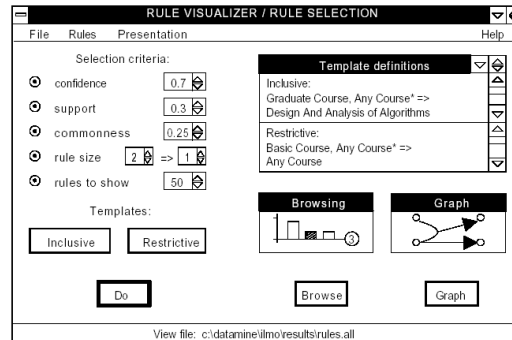 RULE VISUALIZER / RULE SELECTION
File Rules Presentation Help
Selection criteria:
confidence 0.7
support 0.3
commonness 0.25
rule size 2 => 1
rules to show 50
Templates:
Inclusive Restrictive
Do
Template definitions
Inclusive:
Graduate Course, Any Course* =>
Design And Analysis of Algorithms
Restrictive:
Basic Course, Any Course* =>
Any Course
Browsing
3
Graph
Browse
Graph
View file: c:\datamine\ilmo\results\rules.all